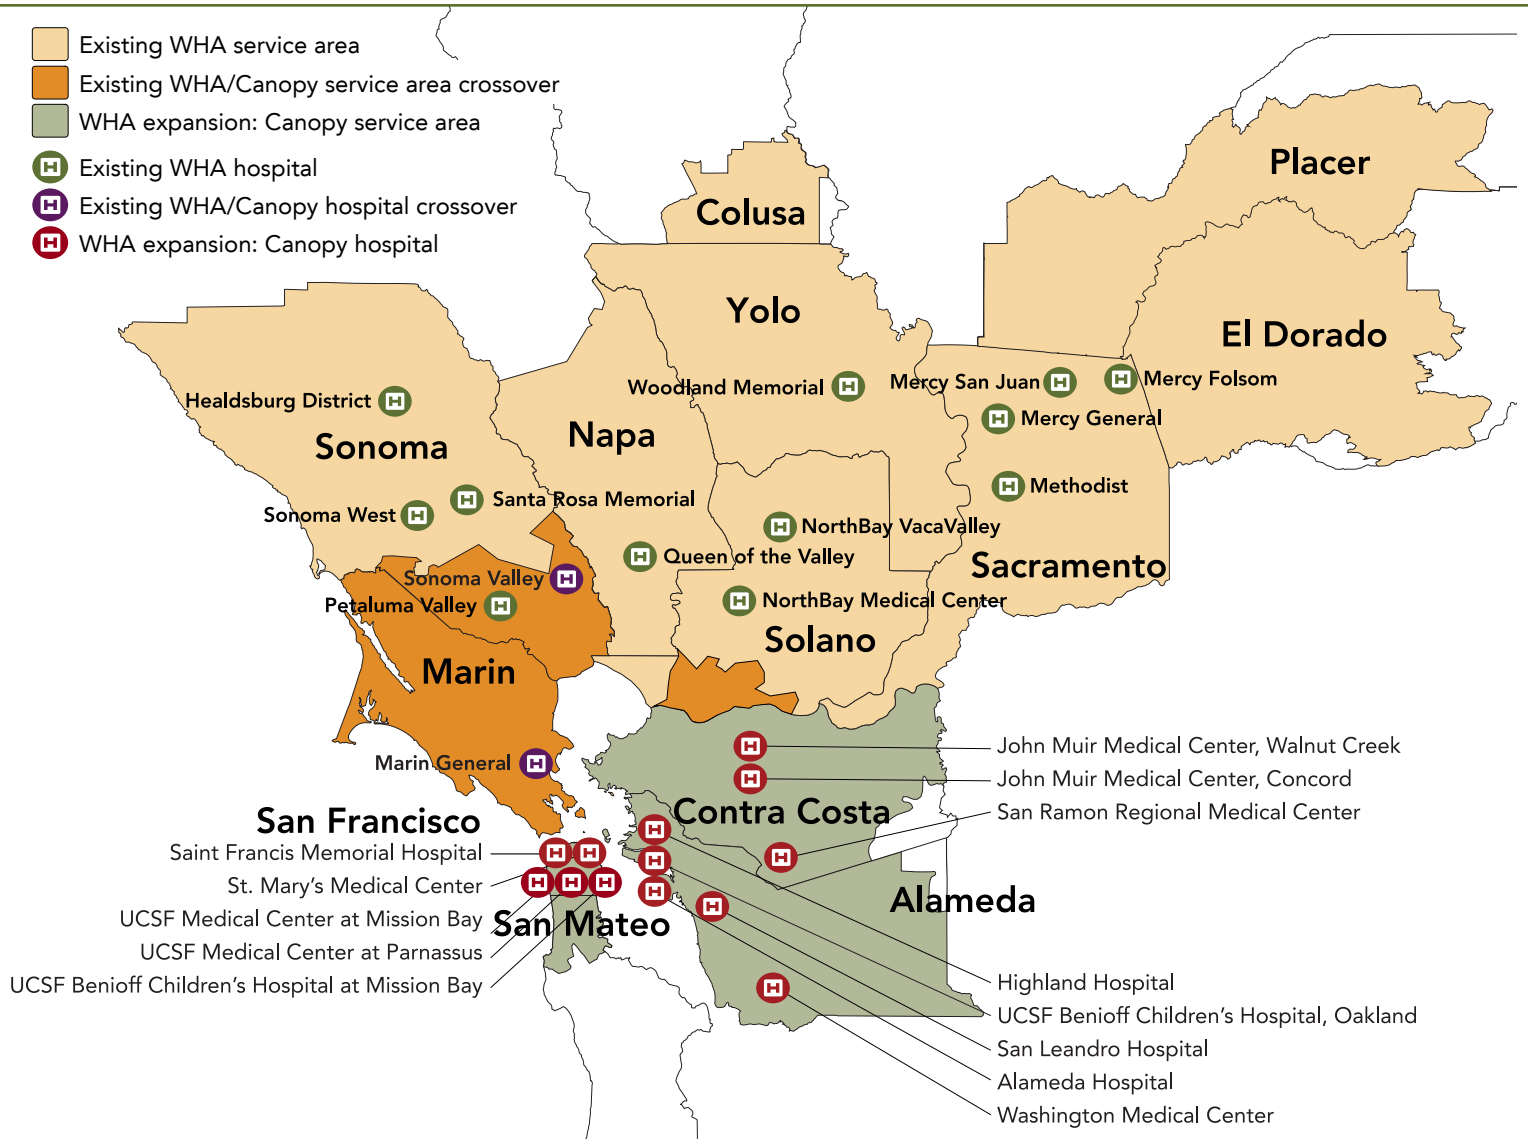 Existing WHA service area
Existing WHA/Canopy service area crossover
WHA expansion: Canopy service area
Existing WHA hospital
Existing WHA/Canopy hospital crossover
WHA expansion: Canopy hospital
Placer
Colusa
Yolo
El Dorado
Woodland Memorial
Mercy San Juan
Mercy Folsom
Healdsburg District
Mercy General
Sonoma
Napa
Methodist
Santa Rosa Memorial
Sonoma West
NorthBay VacaValley
Queen of the Valley
Sacramento
Sonoma Valley
Petaluma Valley
NorthBay Medical Center
Solano
Marin
John Muir Medical Center, Walnut Creek
Marin General
John Muir Medical Center, Concord
Contra Costa
San Ramon Regional Medical Center
San Francisco
Saint Francis Memorial Hospital
St. Mary's Medical Center
Alameda
UCSF Medical Center at Mission Bay
San Mateo
UCSF Medical Center at Parnassus
UCSF Benioff Children's Hospital at Mission Bay
Highland Hospital
UCSF Benioff Children's Hospital, Oakland
San Leandro Hospital
Alameda Hospital
Washington Medical Center